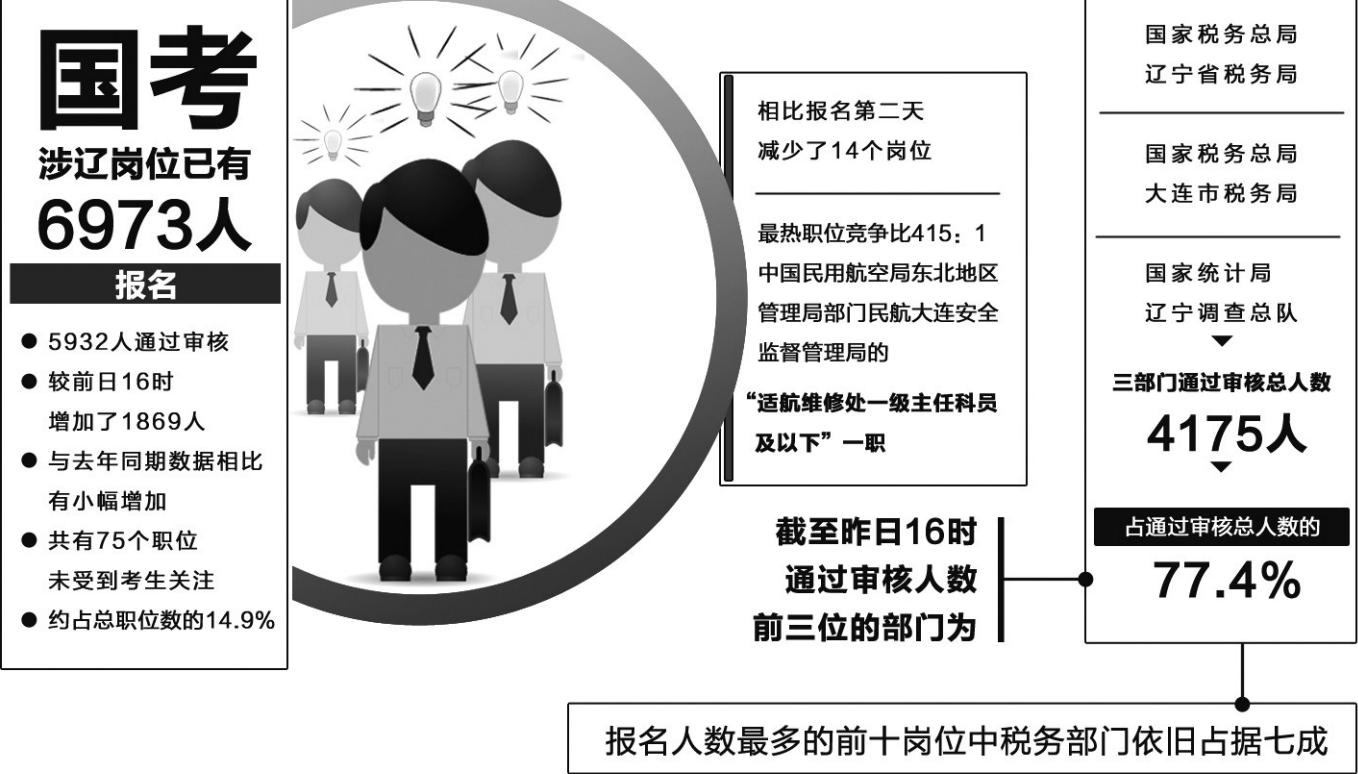 国考
涉辽岗位已有
6973人
报名
● 5932人通过审核
● 较前日16时
增加了1869人
● 与去年同期数据相比
有小幅增加
● 共有75个职位
未受到考生关注
● 约占总职位数的14.9%
相比报名第二天
减少了14个岗位
最热职位竞争比415：1
中国民用航空局东北地区
管理局部门民航大连安全
监督管理局的
“适航维修处一级主任科员
及以下”一职
截至昨日16时
通过审核人数
前三位的部门为
国家税务总局
辽宁省税务局
国家税务总局
大连市税务局
国家统计局
辽宁调查总队
三部门通过审核总人数
4175人
占通过审核总人数的
77.4%
报名人数最多的前十岗位中税务部门依旧占据七成